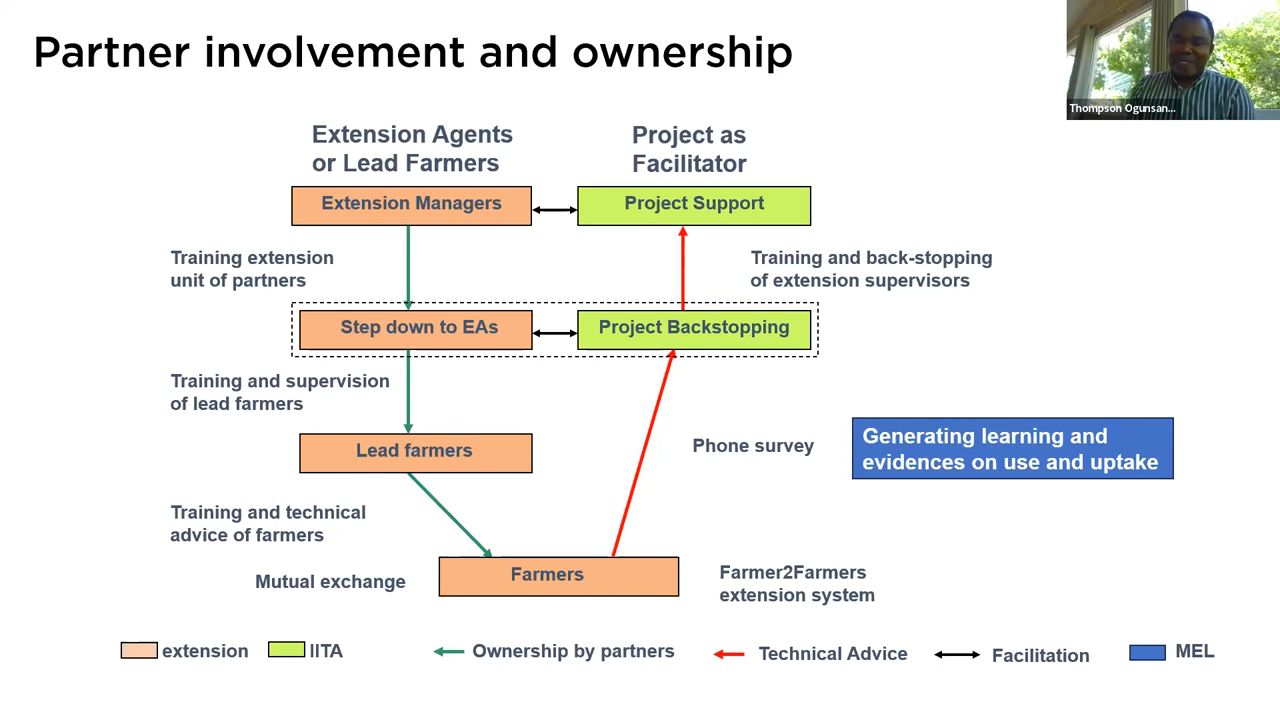 Partner involvement and ownership
Thompson Ogunsan...
Extension Agents
or Lead Farmers
Project as
Facilitator
Extension Managers
Project Support
Training extension
unit of partners
Training and back-stopping
of extension supervisors
Step down to EAs
Project Backstopping
Training and supervision
of lead farmers
Generating learning and
evidences on use and uptake
Lead farmers
Phone survey
Training and technical
advice of farmers
Mutual exchange
Farmers
Farmer2Farmers
extension system
extension
IITA
Ownership by partners
Technical Advice
Facilitation
MEL